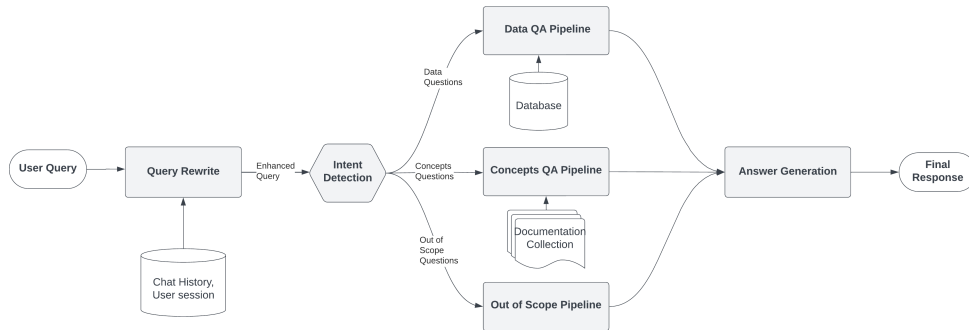 Data QA Pipeline
Data
Questions
Database
User Query
Query Rewrite
Enhanced
Query
Intent
Detection
Concepts
Questions
Concepts QA Pipeline
Answer Generation
Final
Response
Documentation
Collection
Out of
Scope
Questions
Chat History,
User session
Out of Scope Pipeline